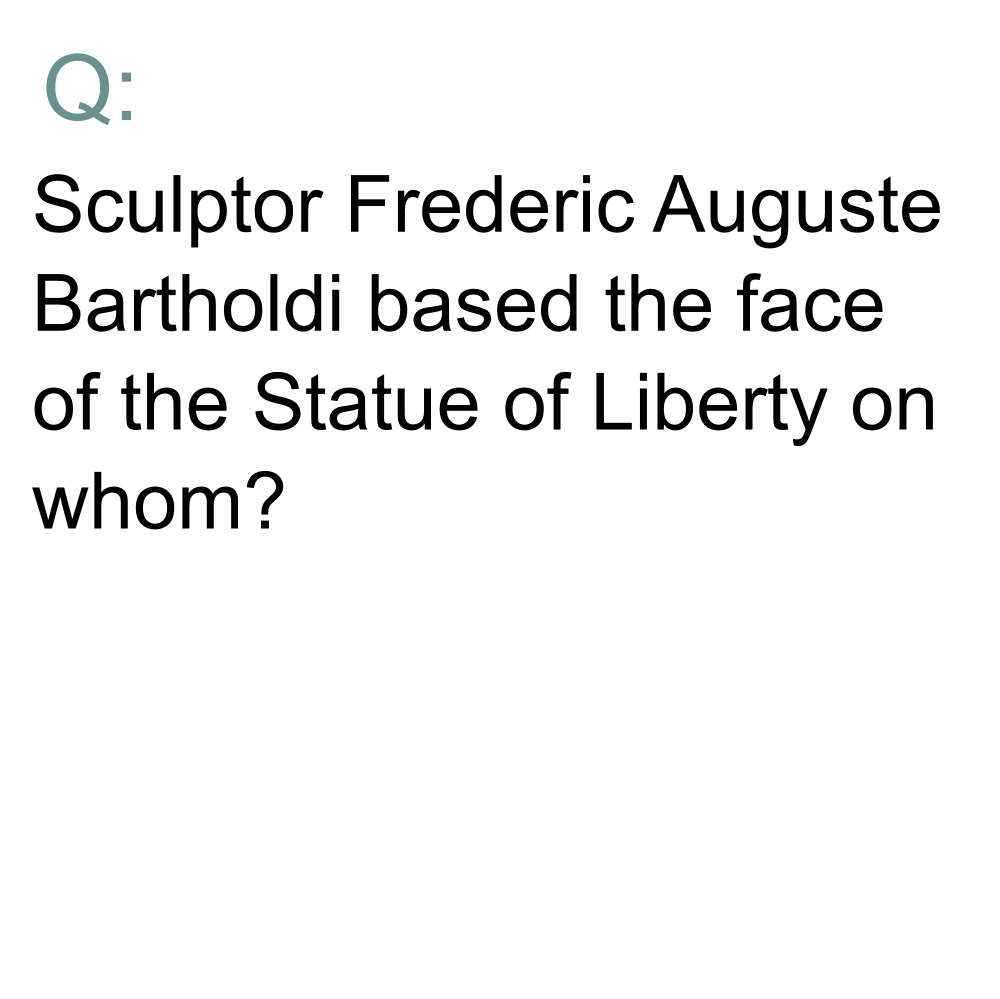 Q:
Sculptor Frederic Auguste
Bartholdi based the face
of the Statue of Liberty on
whom?